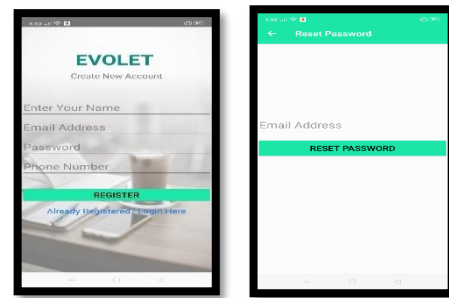 EVOLET
Create New Account
Enter Your Name
Email Address
Password
Phone Number
REGISTER
Already Registered! Login Here
Reset Password
Email Address
RESET PASSWORD